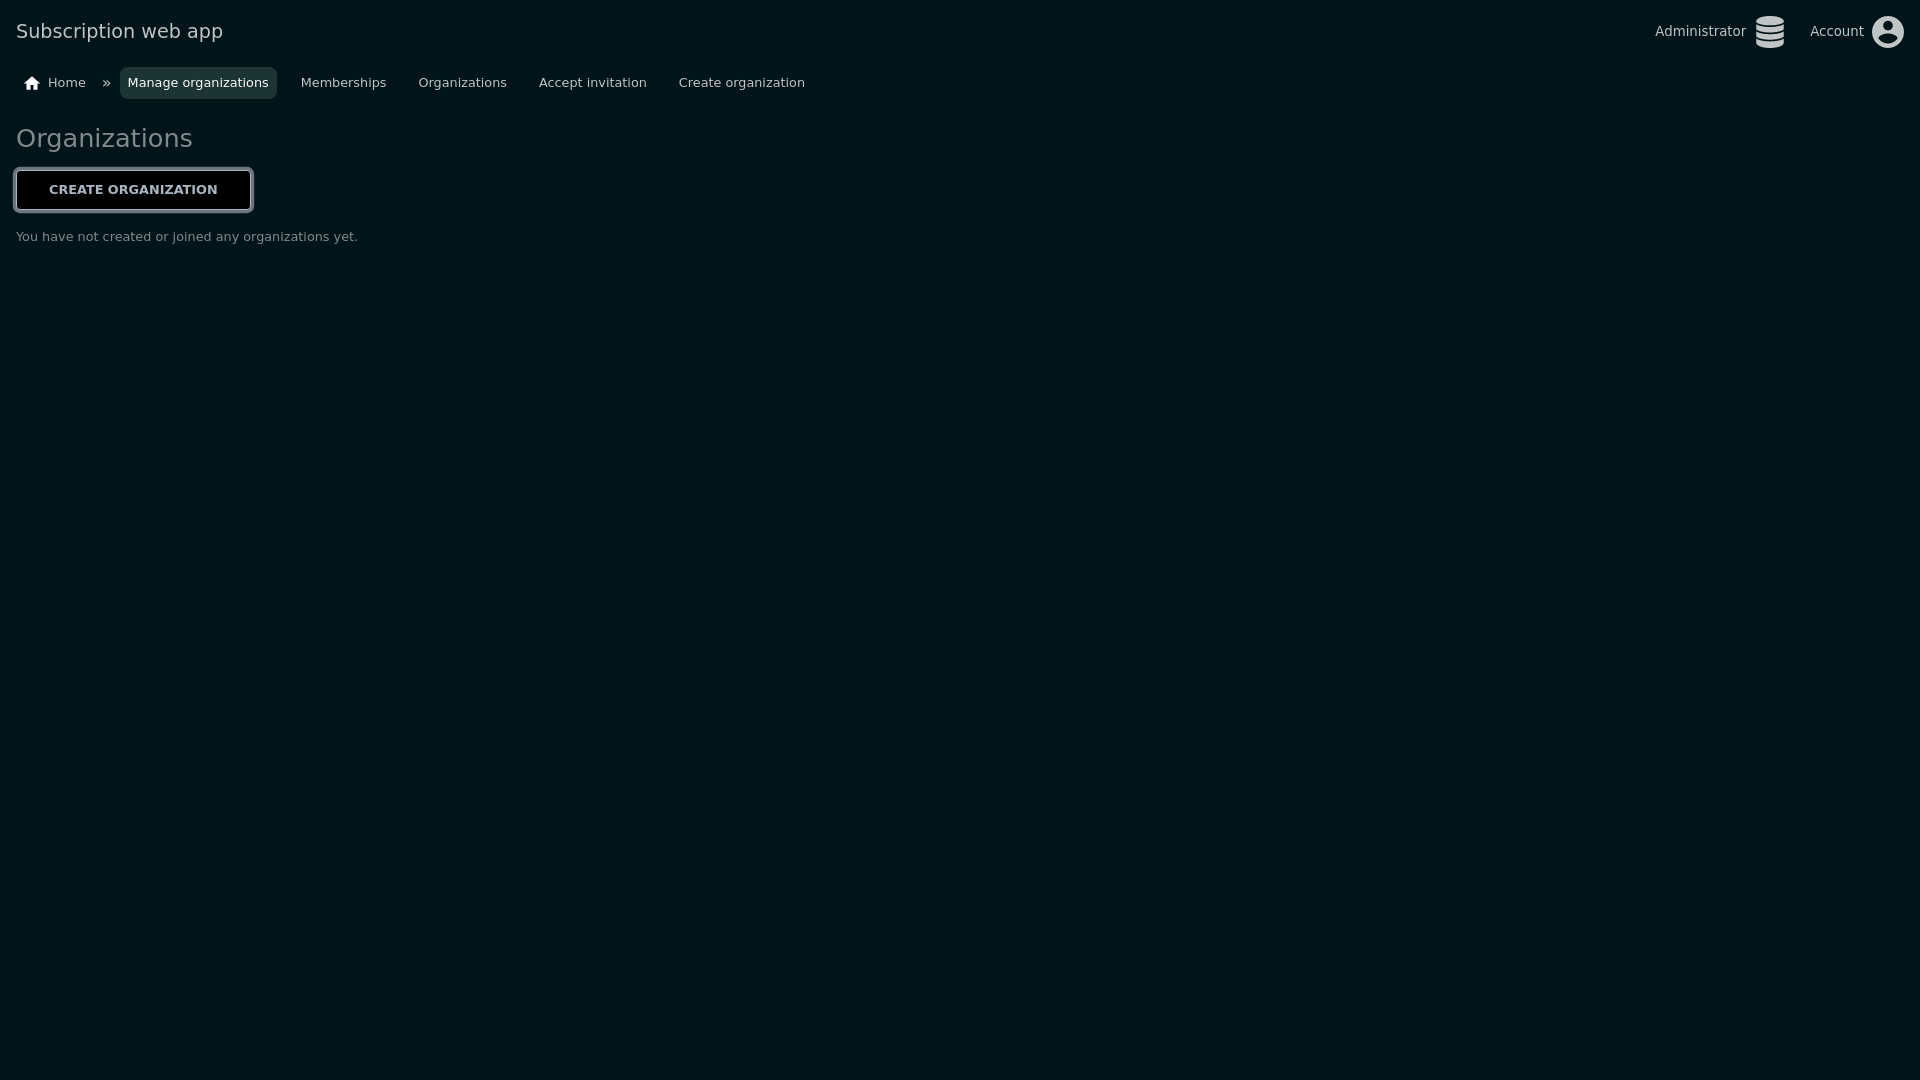 Subscription web app
Administrator
Account
Home » Manage organizations Memberships Organizations Accept invitation Create organization
Organizations
CREATE ORGANIZATION
You have not created or joined any organizations yet.